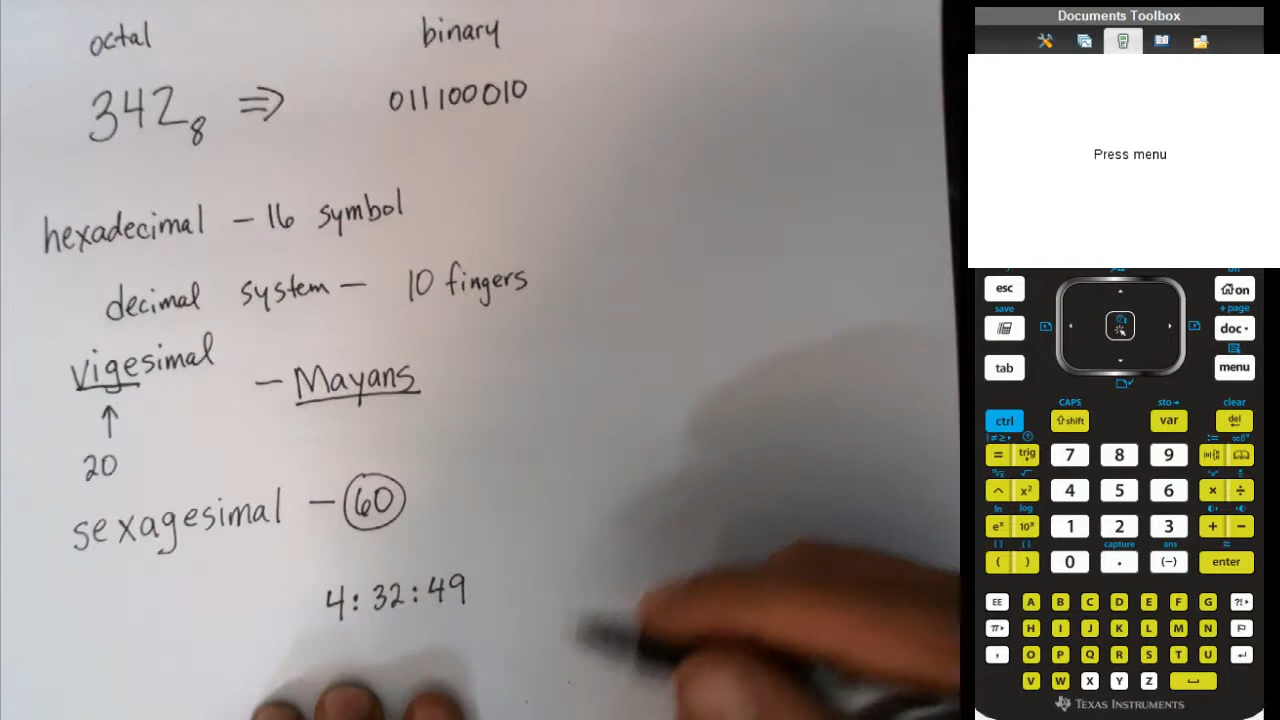 octal binary
342₈ ⇒ 011100010
hexadecimal – 16 symbol
decimal system – 10 fingers
vigesimal – Mayans
↑
20
sexagesimal – 60
4:32:49
Documents Toolbox
Press menu
esc
on
save
+ page
doc
tab
menu
CAPS sto→ clear
ctrl shift var del
= trig 7 8 9
^ x² 4 5 6 × ÷
ln log
eˣ 10ˣ 1 2 3 + −
capture ans ≈
( ) 0 . (−) enter
EE A B C D E F G ?!
π H I J K L M N
, O P Q R S T U
V W X Y Z
TEXAS INSTRUMENTS